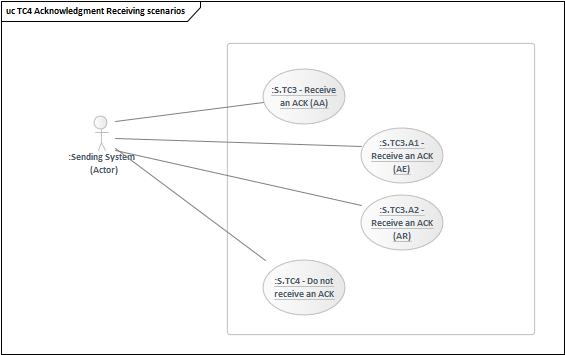 uc TC4 Acknowledgment Receiving scenarios
:S.TC3 - Receive
an ACK (AA)
:Sending System
(Actor)
:S.TC3.A1 -
Receive an ACK
(AE)
:S.TC3.A2 -
Receive an ACK
(AR)
:S.TC4 - Do not
receive an ACK